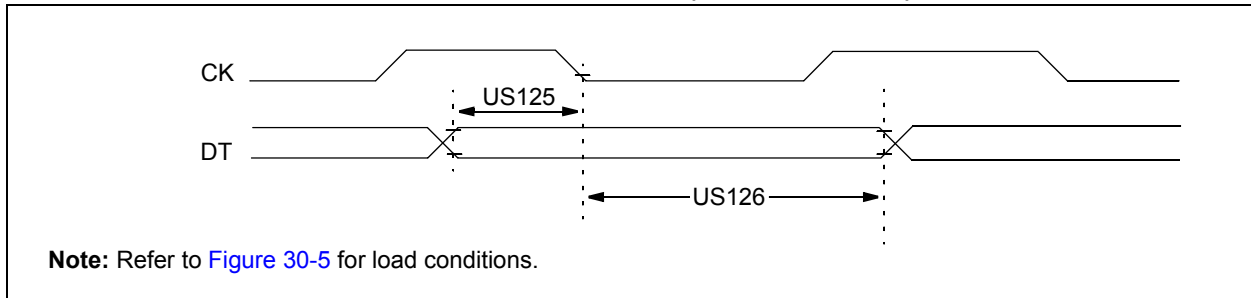 CK
US125
DT
US126
Note: Refer to Figure 30-5 for load conditions.